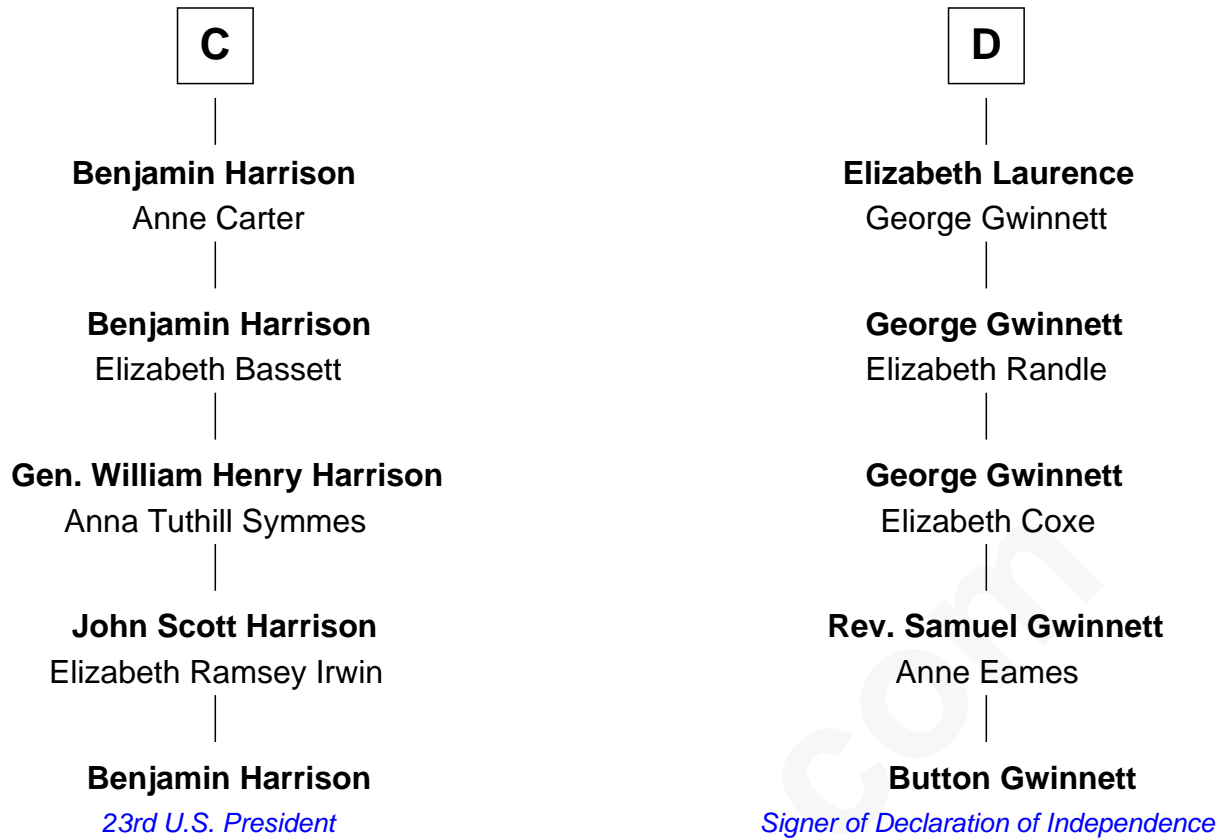 C
Benjamin Harrison
Anne Carter
Benjamin Harrison
Elizabeth Bassett
Gen. William Henry Harrison
Anna Tuthill Symmes
John Scott Harrison
Elizabeth Ramsey Irwin
Benjamin Harrison
23rd U.S. President
D
Elizabeth Laurence
George Gwinnett
George Gwinnett
Elizabeth Randle
George Gwinnett
Elizabeth Coxe
Rev. Samuel Gwinnett
Anne Eames
Button Gwinnett
Signer of Declaration of Independence
com